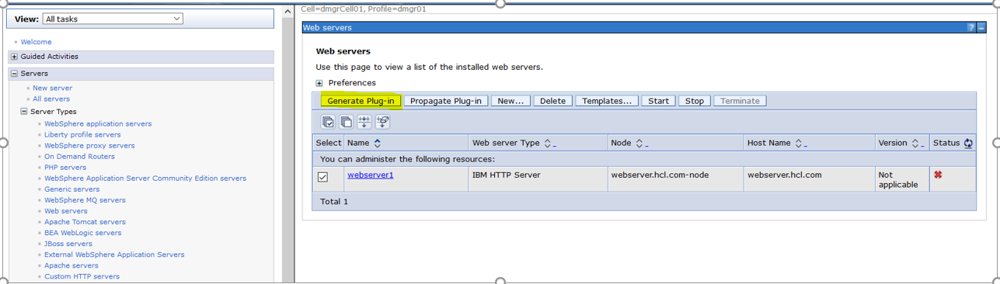 Cell=dmgrCell01, Profile=dmgr01
View: All tasks
Welcome
Guided Activities
Servers
New server
All servers
Server Types
WebSphere application servers
Liberty profile servers
WebSphere proxy servers
On Demand Routers
PHP servers
WebSphere Application Server Community Edition servers
Generic servers
WebSphere MQ servers
Web servers
Apache Tomcat servers
BEA WebLogic servers
JBoss servers
External WebSphere Application Servers
Apache servers
Custom HTTP servers
Web servers ? _
Web servers
Use this page to view a list of the installed web servers.
Preferences
Generate Plug-in Propagate Plug-in New... Delete Templates... Start Stop Terminate
Select Name Web server Type Node Host Name Version Status
You can administer the following resources:
webserver1 IBM HTTP Server webserver.hcl.com-node webserver.hcl.com Not
applicable
Total 1